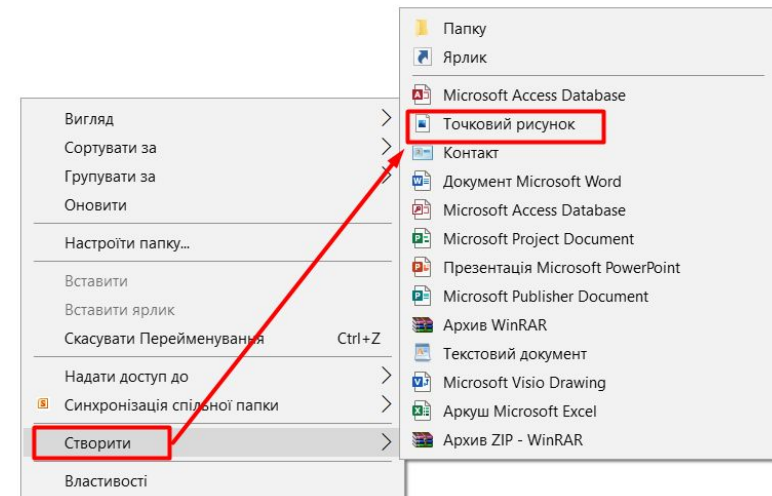 Папку
Ярлик
Microsoft Access Database
Точковий рисунок
Контакт
Документ Microsoft Word
Microsoft Access Database
Microsoft Project Document
Презентація Microsoft PowerPoint
Microsoft Publisher Document
Архив WinRAR
Текстовий документ
Microsoft Visio Drawing
Аркуш Microsoft Excel
Архив ZIP - WinRAR
Вигляд
Сортувати за
Групувати за
Оновити
Настроїти папку...
Вставити
Вставити ярлик
Скасувати Перейменування Ctrl+Z
Надати доступ до
Синхронізація спільної папки
Створити
Властивості